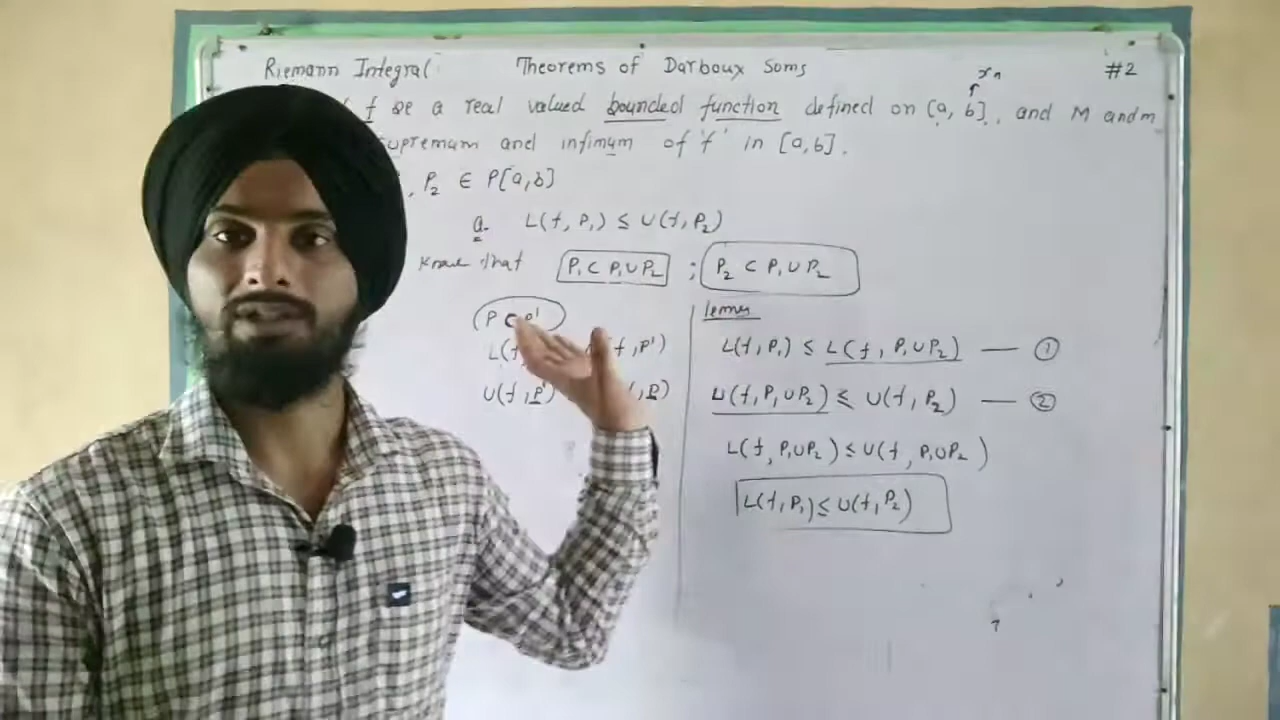 Riemann Integral Theorems of Darboux Soms #2
xn
f be a real valued bounded function defined on [a, b], and M and m
supremum and infimum of 'f' in [a,b].
, P2 ∈ P[a,b]
a. L(f, P1) ≤ U(f, P2)
Know that P1 ⊂ P1∪P2 ; P2 ⊂ P1∪P2
P ⊂ P'
L(f ,P')
U(f,P') ,P)
L(f,P1) ≤ L(f, P1∪P2) — 1
U(f,P1∪P2) ≤ U(f,P2) — 2
L(f, P1∪P2) ≤ U(f, P1∪P2)
L(f,P1) ≤ U(f,P2)